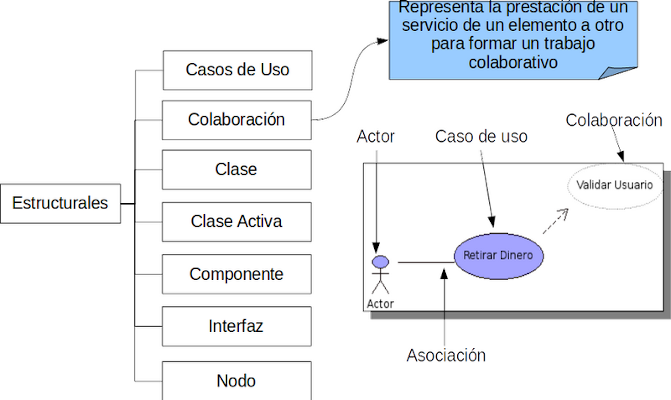 Representa la prestación de un
servicio de un elemento a otro
para formar un trabajo
colaborativo
Casos de Uso
Colaboración
Clase
Estructurales
Clase Activa
Componente
Interfaz
Nodo
Colaboración
Actor
Caso de uso
Validar Usuario
Retirar Dinero
Actor
Asociación